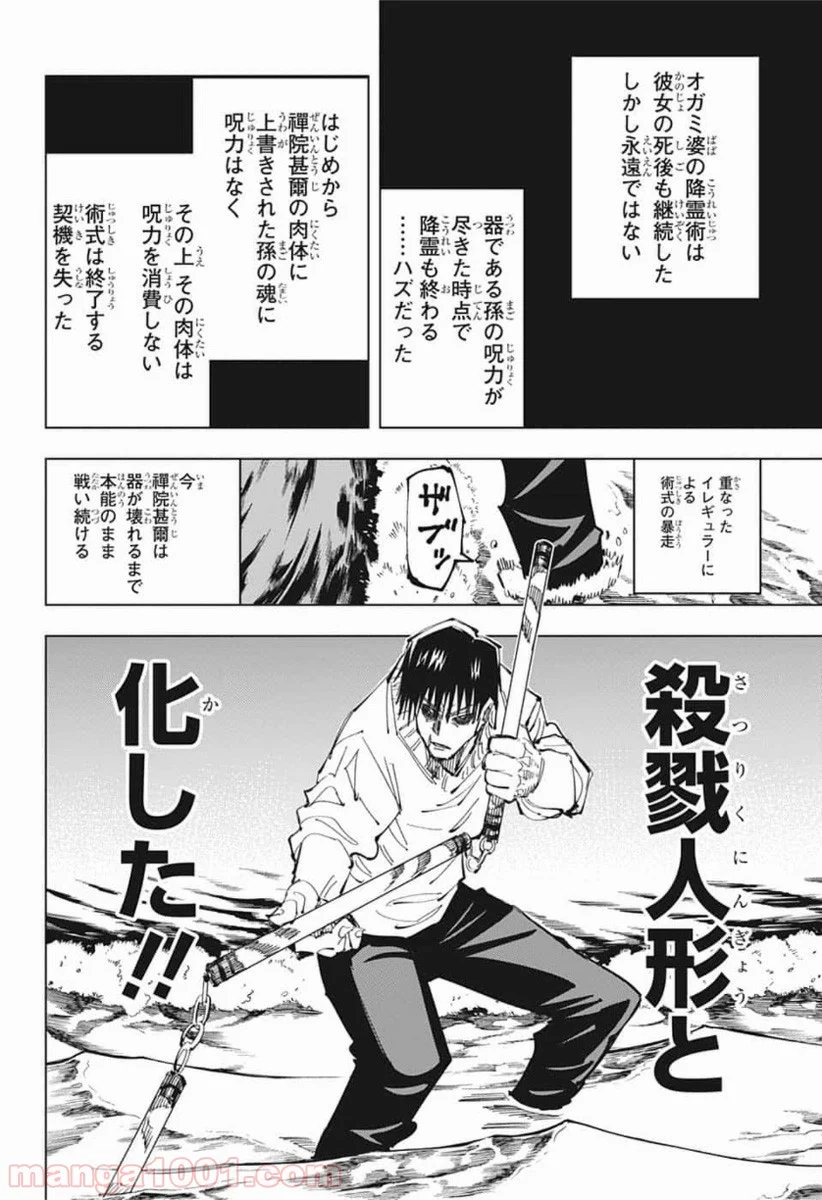 オガミ婆の降霊術は
彼女の死後も継続した
しかし永遠ではない
器である孫の呪力が
尽きた時点で
降霊も終わる
……ハズだった
はじめから
禪院甚爾の肉体に
上書きされた孫の魂に
呪力はなく
その上 その肉体は
呪力を消費しない
術式は終了する
契機を失った
重なった
イレギュラーに
よる
術式の暴走
ザバッ
今
禪院甚爾は
器が壊れるまで
本能のまま
戦い続ける
殺戮人形と
化した!!
manga1001.com